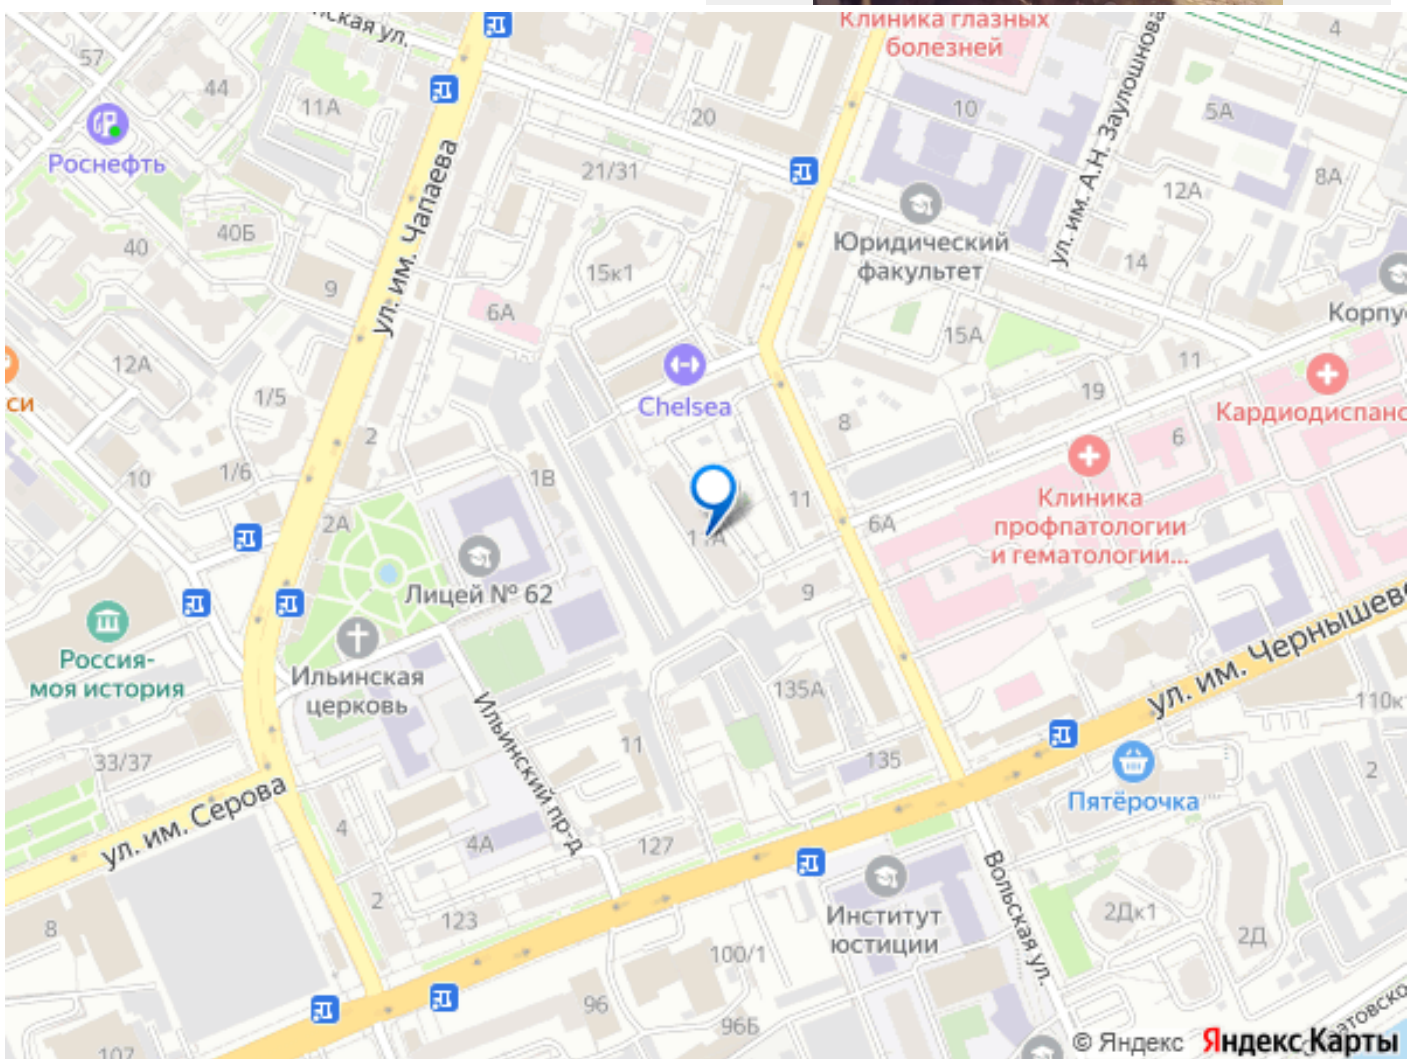 Клиника глазных
болезней
ская ул.
4
57
44
11А
20
10
5А
Роснефть
ул. им. Чапаева
21/31
ул. им. А.Н. Заулошнова
12А
8А
40
40Б
Юридический
факультет
14
9
15к1
6А
15А
Корпу
12А
11
1/5
Chelsea
19
Кардиодиспанс
си
2
8
6
10
1/6
1В
11
Клиника
профпатологии
и гематологии...
2А
11А
6А
Лицей № 62
9
ул. им. Чернышевс
Россия-
моя история
Ильинская
церковь
135А
110к
Ильинский пр-д
11
33/37
135
2
ул. им. Серова
Пятёрочка
4
4А
127
Вольская ул.
2
123
Институт
юстиции
2Дк1
2Д
8
100/1
96
96Б
107
© Яндекс Яндекс Карты